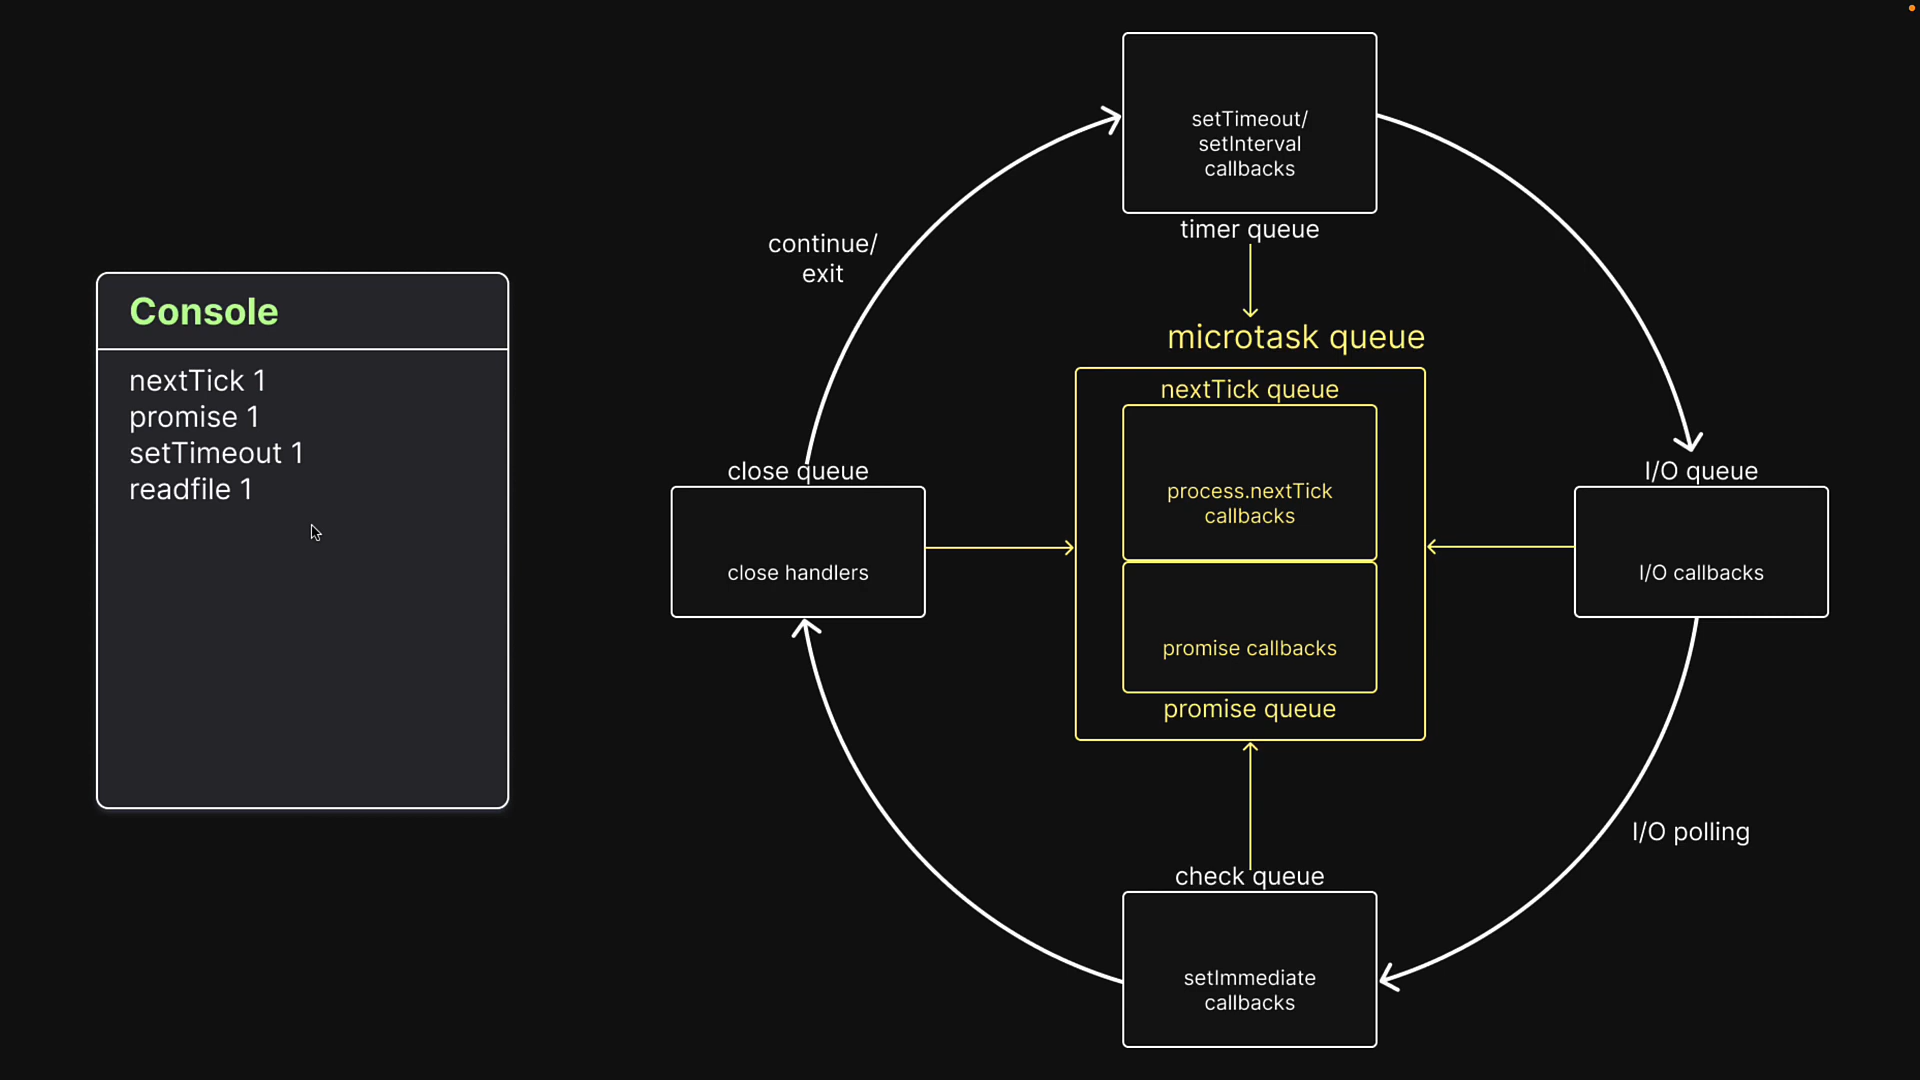 Console
nextTick 1
promise 1
setTimeout 1
readfile 1
setTimeout/
setInterval
callbacks
timer queue
continue/
exit
microtask queue
nextTick queue
process.nextTick
callbacks
promise callbacks
promise queue
close queue
close handlers
I/O queue
I/O callbacks
I/O polling
check queue
setImmediate
callbacks